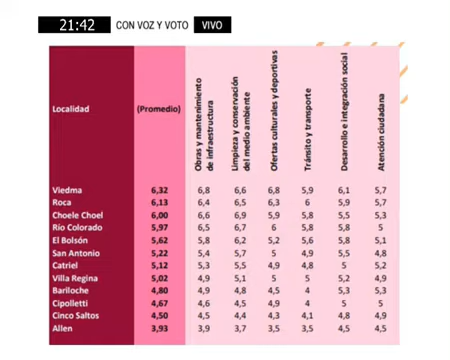 21:42 CON VOZ Y VOTO VIVO
Localidad (Promedio) Obras y mantenimiento de infraestructura Limpieza y conservación del medio ambiente Ofertas culturales y deportivas Tránsito y transporte Desarrollo e integración social Atención ciudadana
Viedma 6,32 6,8 6,6 6,8 5,9 6,1 5,7
Roca 6,13 6,4 6,5 6,3 6 5,9 5,7
Choele Choel 6,00 6,6 6,9 5,9 5,8 5,5 5,3
Río Colorado 5,97 6,5 6,7 6 5,8 5,8 5
El Bolsón 5,62 5,8 6,2 5,2 5,6 5,8 5,1
San Antonio 5,22 5,4 5,7 5 4,9 5,5 4,8
Catriel 5,12 5,3 5,5 4,9 4,8 5 5,2
Villa Regina 5,02 4,9 5,1 5 5 5,2 4,9
Bariloche 4,80 4,9 4,8 4,5 4 5,3 5,3
Cipolletti 4,67 4,6 4,5 4,9 4 5 5
Cinco Saltos 4,50 4,5 4,4 4,3 4,1 4,8 4,9
Allen 3,93 3,9 3,7 3,5 3,5 4,5 4,5